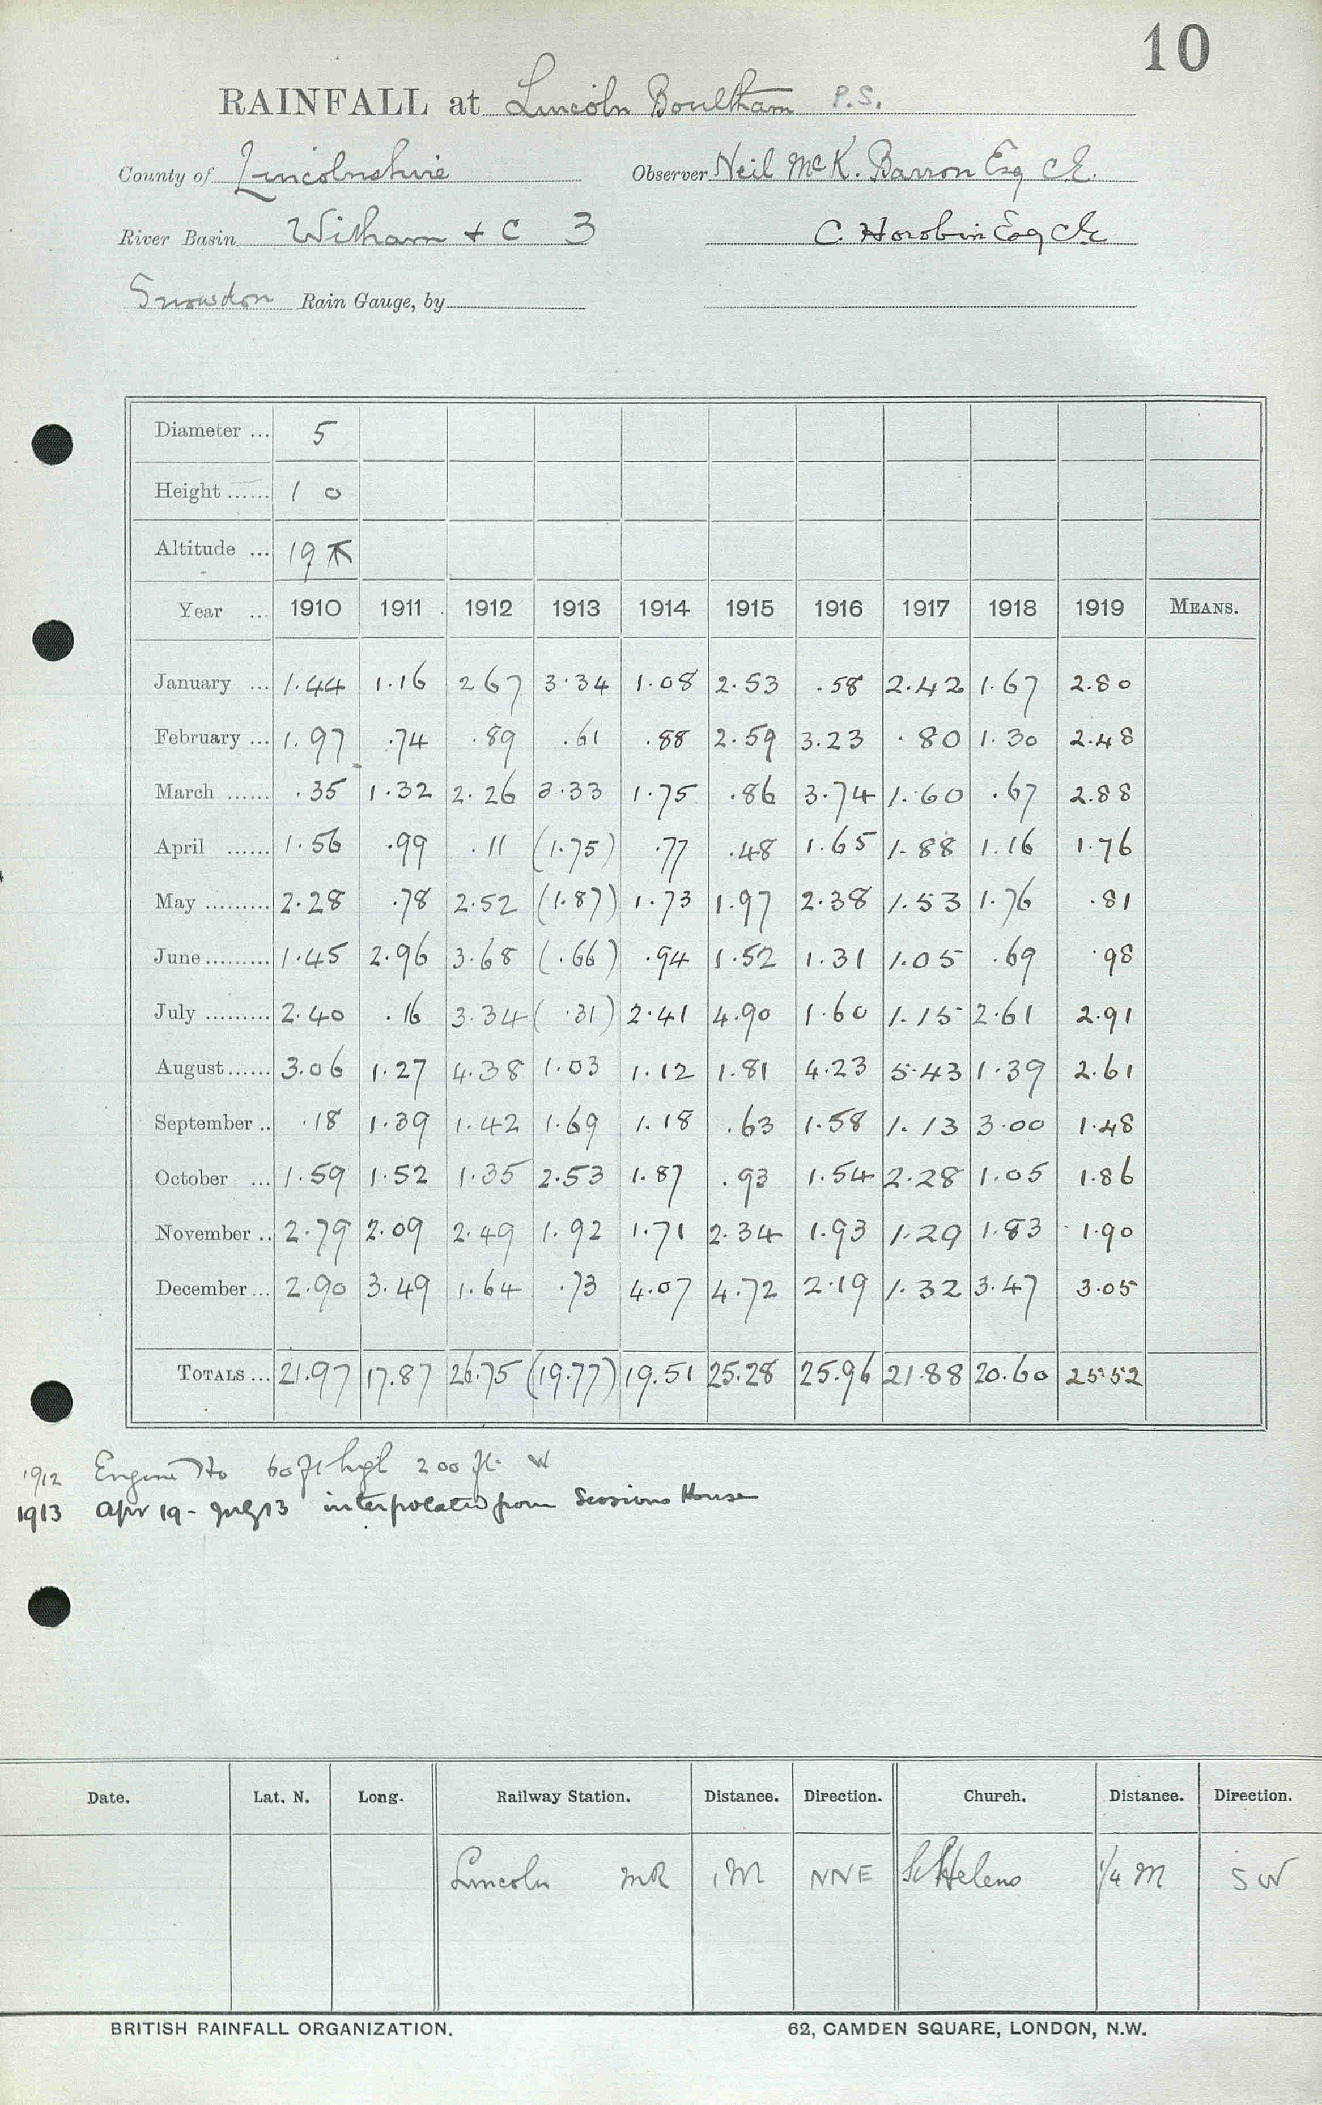 10
RAINFALL at Lincoln Boultham P.S.
County of Lincolnshire Observer Neil McK. Barron Esq CE.
River Basin Witham + C 3 C. Horobin Esq CE
Snowdon Rain Gauge, by
Diameter ... 5
Height ...... 1 0
Altitude ... 19
Year ... 1910 1911 1912 1913 1914 1915 1916 1917 1918 1919 MEANS.
January ... 1.44 1.16 2 67 3.34 1.08 2.53 .58 2.42 1.67 2.80
February ... 1.97 .74 .89 .61 .88 2.59 3.23 .80 1.30 2.48
March ...... .35 1.32 2.26 3.33 1.75 .86 3.74 1.60 .67 2.88
April ...... 1.56 .99 .11 (1.75) .77 .48 1.65 1.88 1.16 1.76
May ......... 2.28 .78 2.52 (1.87) 1.73 1.97 2.38 1.53 1.76 .81
June ......... 1.45 2.96 3.68 (.66) .94 1.52 1.31 1.05 .69 .98
July ......... 2.40 .16 3.34 (.31) 2.41 4.90 1.60 1.15 2.61 2.91
August ...... 3.06 1.27 4.38 1.03 1.12 1.81 4.23 5.43 1.39 2.61
September .. .18 1.39 1.42 1.69 1.18 .63 1.58 1.13 3.00 1.48
October ... 1.59 1.52 1.35 2.53 1.87 .93 1.54 2.28 1.05 1.86
November .. 2.79 2.09 2.49 1.92 1.71 2.34 1.93 1.29 1.83 1.90
December ... 2.90 3.49 1.64 .73 4.07 4.72 2.19 1.32 3.47 3.05
TOTALS ... 21.97 17.87 26.75 (19.77) 19.51 25.28 25.96 21.88 20.60 25.52
1912 Engine Ho 60 ft high 200 ft. W
1913 Apr 19 - July 13 interpolated from Sessions House
Date. Lat. N. Long. Railway Station. Distance. Direction. Church. Distance. Direction.
Lincoln MR 1 M NNE St Helens 1/4 M SW
BRITISH RAINFALL ORGANIZATION. 62, CAMDEN SQUARE, LONDON, N.W.